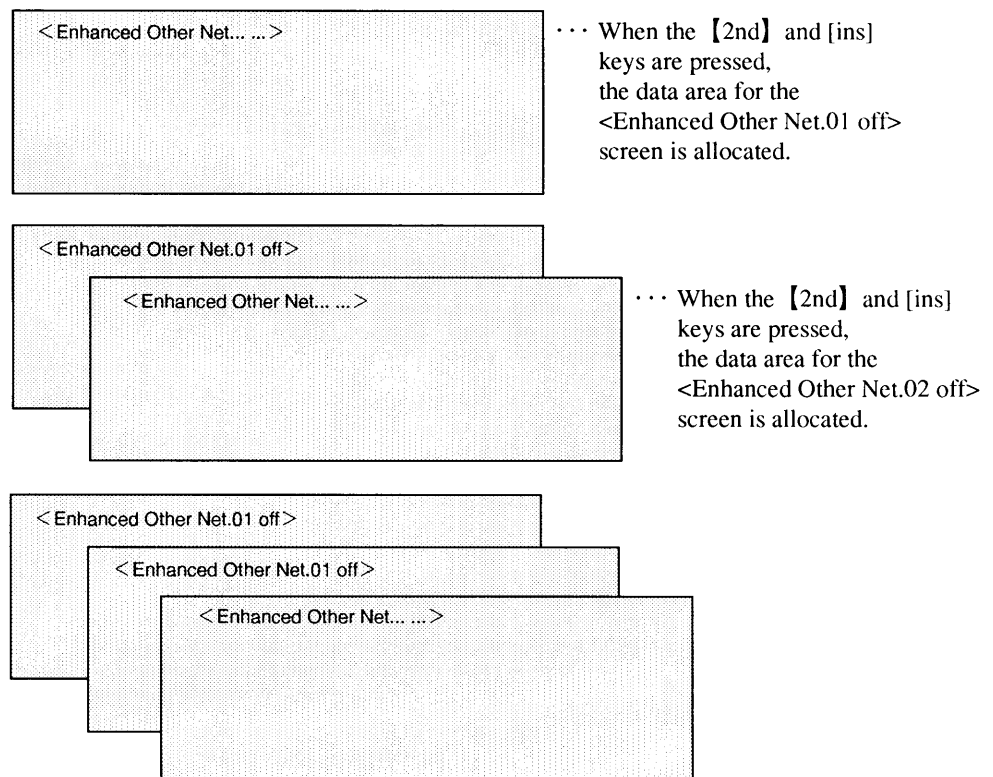 ＜Enhanced Other Net... ...＞
··· When the 【2nd】 and [ins]
keys are pressed,
the data area for the
<Enhanced Other Net.01 off>
screen is allocated.
＜Enhanced Other Net.01 off＞
＜Enhanced Other Net... ...＞
··· When the 【2nd】 and [ins]
keys are pressed,
the data area for the
<Enhanced Other Net.02 off>
screen is allocated.
＜Enhanced Other Net.01 off＞
＜Enhanced Other Net.01 off＞
＜Enhanced Other Net... ...＞